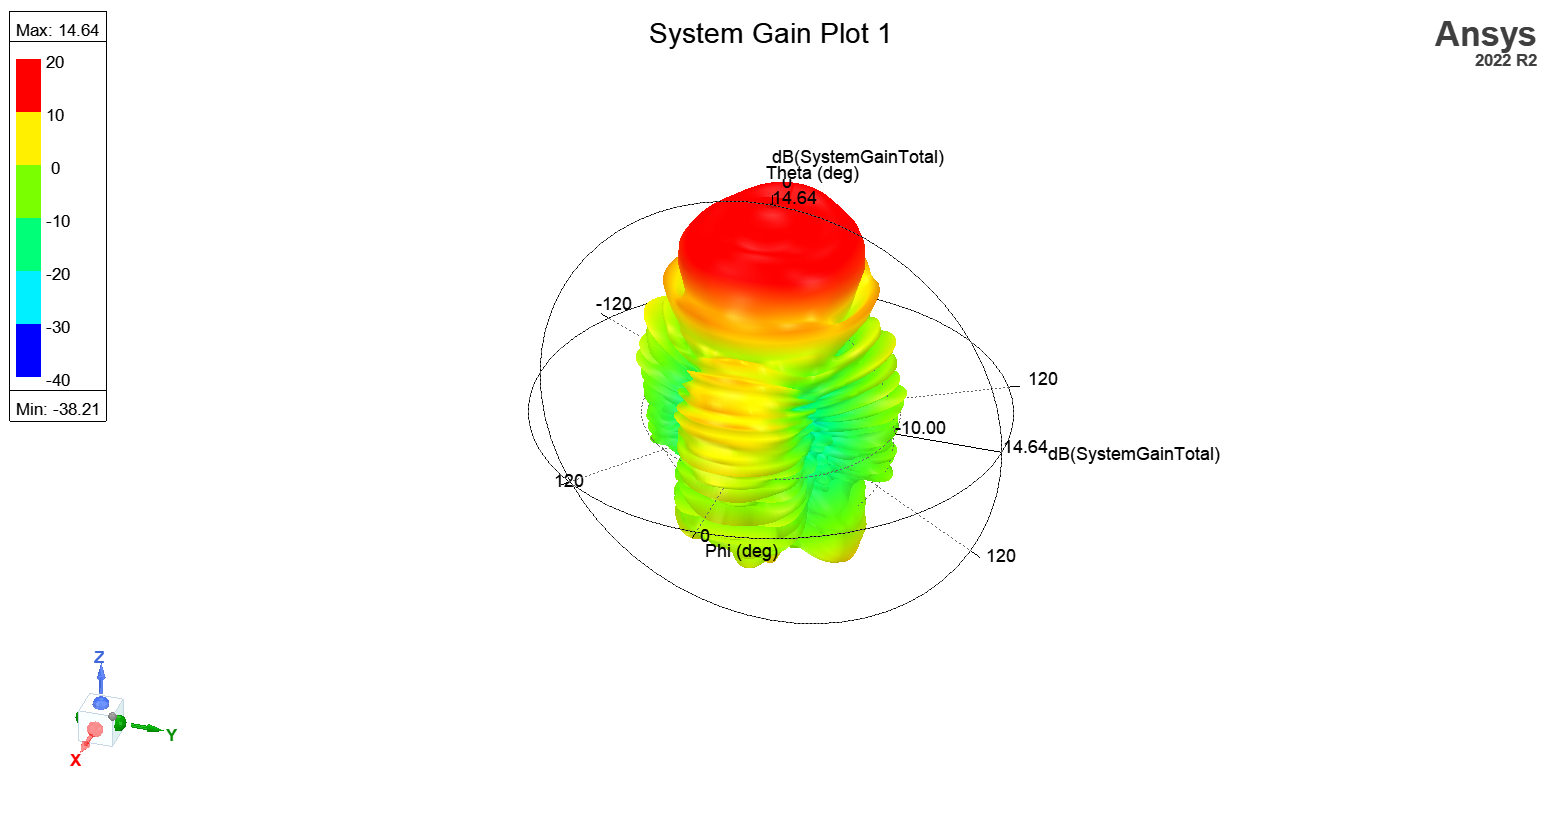 System Gain Plot 1
Ansys
2022 R2
Max: 14.64
20
10
0
-10
-20
-30
-40
Min: -38.21
dB(SystemGainTotal)
Theta (deg)
0
14.64
-120
120
-10.00
14.64
dB(SystemGainTotal)
120
0
Phi (deg)
120
Z
Y
X